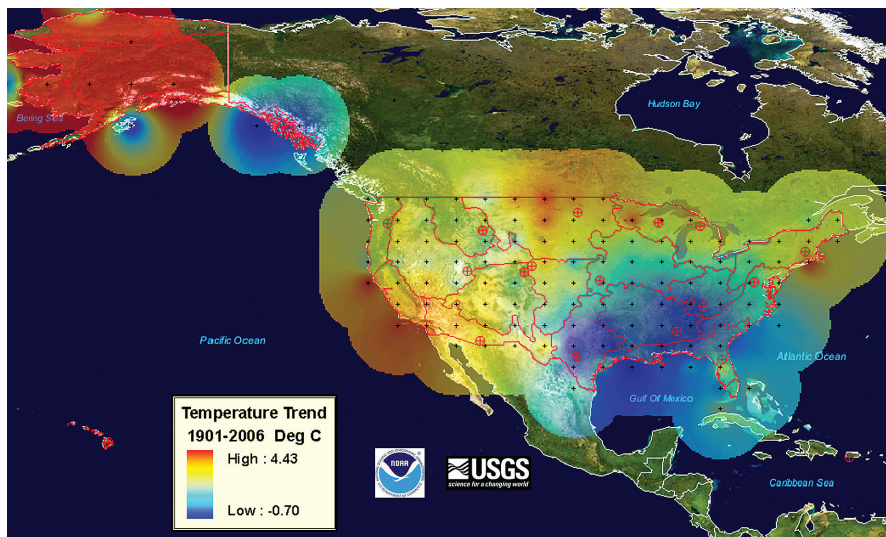 Hudson Bay
Bering Sea
Pacific Ocean
Atlantic Ocean
Gulf Of Mexico
Temperature Trend
1901-2006 Deg C
High : 4.43
Low : -0.70
NOAA
USGS
science for a changing world
Caribbean Sea